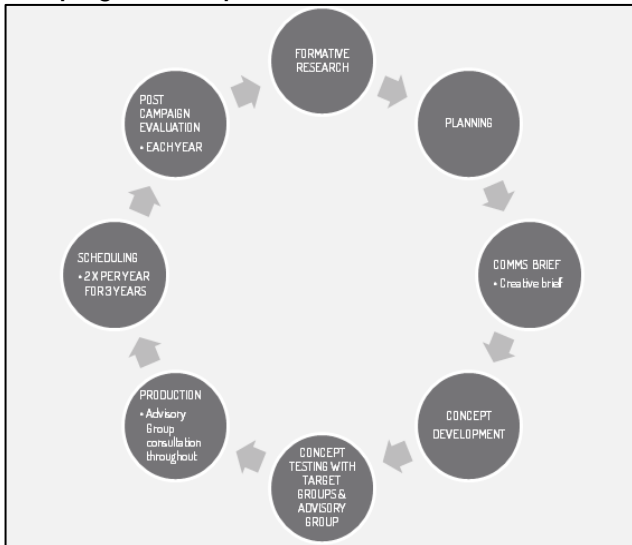 FORMATIVE
RESEARCH
PLANNING
COMMS BRIEF
• Creative brief
CONCEPT
DEVELOPMENT
CONCEPT
TESTING WITH
TARGET
GROUPS &
ADVISORY
GROUP
PRODUCTION
• Advisory
Group
consultation
throughout
SCHEDULING
• 2 X PER YEAR
FOR 3 YEARS
POST
CAMPAIGN
EVALUATION
• EACH YEAR